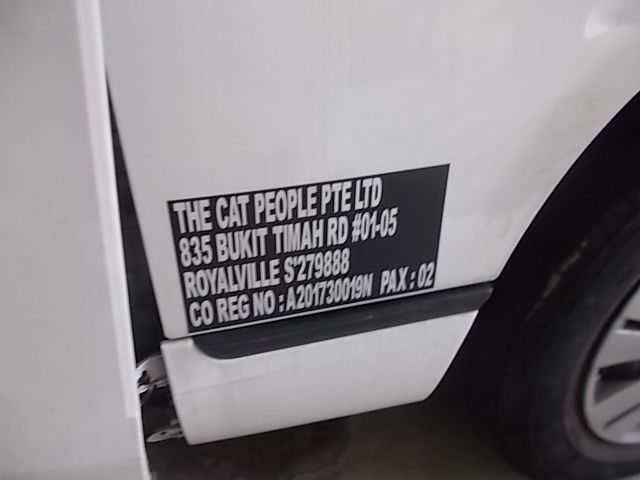 THE CAT PEOPLE PTE LTD
835 BUKIT TIMAH RD #01-05
ROYALVILLE S'279888
CO REG NO : A201730019N PAX : 02